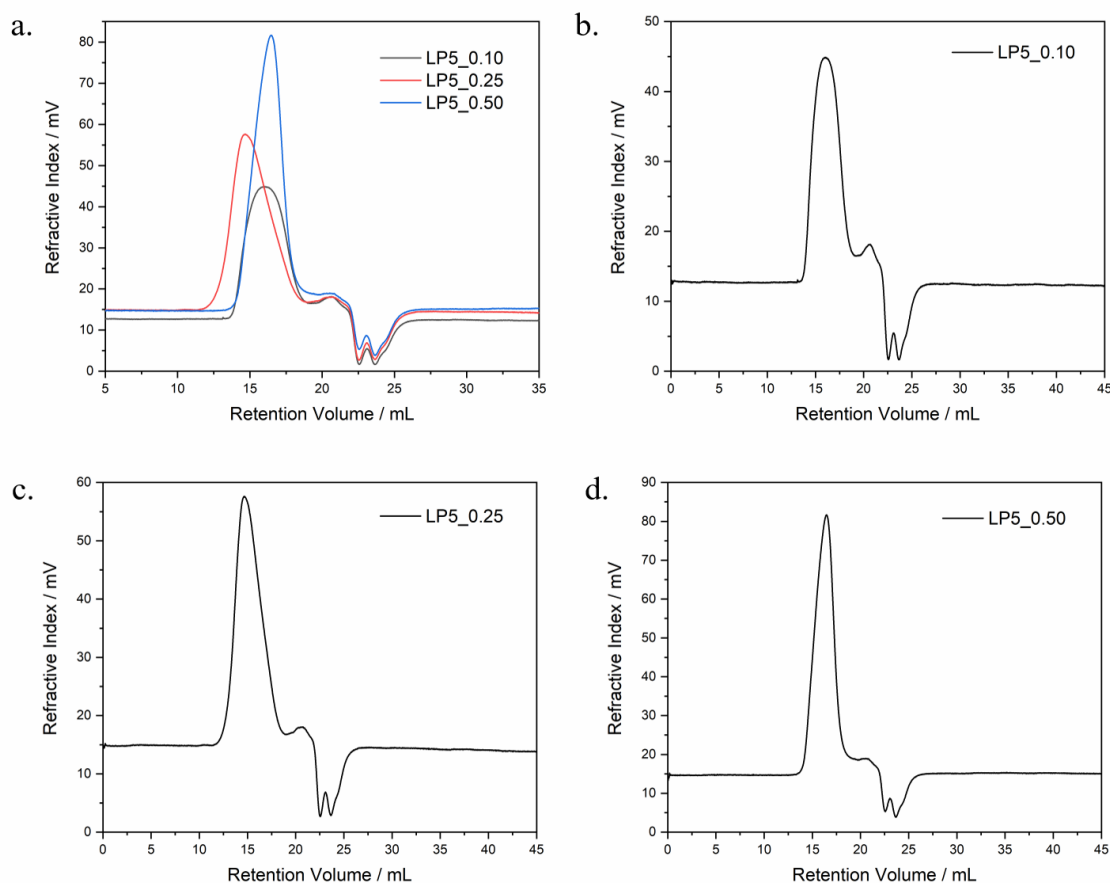 a.
90
80
70
60
50
40
30
20
10
0
Refractive Index / mV
LP5_0.10
LP5_0.25
LP5_0.50
5 10 15 20 25 30 35
Retention Volume / mL
b.
50
40
30
20
10
0
Refractive Index / mV
LP5_0.10
0 5 10 15 20 25 30 35 40 45
Retention Volume / mL
c.
60
50
40
30
20
10
0
Refractive Index / mV
LP5_0.25
0 5 10 15 20 25 30 35 40 45
Retention Volume / mL
d.
90
80
70
60
50
40
30
20
10
0
Refractive Index / mV
LP5_0.50
0 5 10 15 20 25 30 35 40 45
Retention Volume / mL